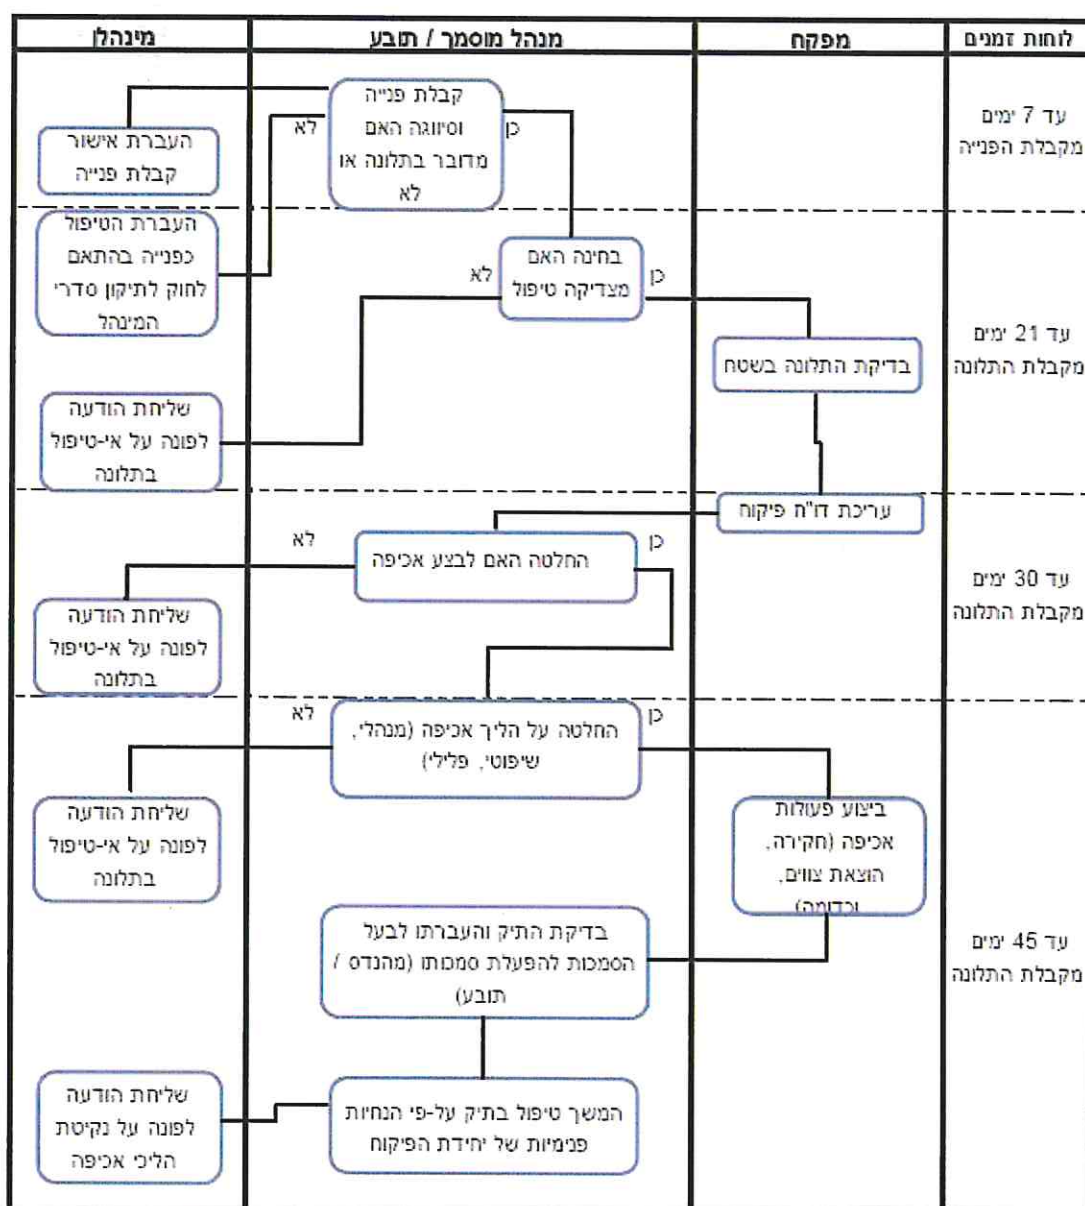 לוחות זמנים
מפקח
מנהל מוסמך / תובע
מינהלן
עד 7 ימים
מקבלת הפנייה
קבלת פנייה
וסיווגה האם
מדובר בתלונה או
לא
כן
לא
העברת אישור
קבלת פנייה
העברת הטיפול
כפנייה בהתאם
לחוק לתיקון סדרי
המינהל
עד 21 ימים
מקבלת התלונה
בחינה האם
מצדיקה טיפול
כן
לא
בדיקת התלונה בשטח
שליחת הודעה
לפונה על אי-טיפול
בתלונה
עריכת דו"ח פיקוח
עד 30 ימים
מקבלת התלונה
כן
החלטה האם לבצע אכיפה
לא
שליחת הודעה
לפונה על אי-טיפול
בתלונה
עד 45 ימים
מקבלת התלונה
כן
החלטה על הליך אכיפה (מנהלי,
שיפוטי, פלילי)
לא
שליחת הודעה
לפונה על אי-טיפול
בתלונה
ביצוע פעולות
אכיפה (חקירה,
הוצאת צווים,
וכדומה)
בדיקת התיק והעברתו לבעל
הסמכות להפעלת סמכותו (מהנדס /
תובע)
המשך טיפול בתיק על-פי הנחיות
פנימיות של יחידת הפיקוח
שליחת הודעה
לפונה על נקיטת
הליכי אכיפה